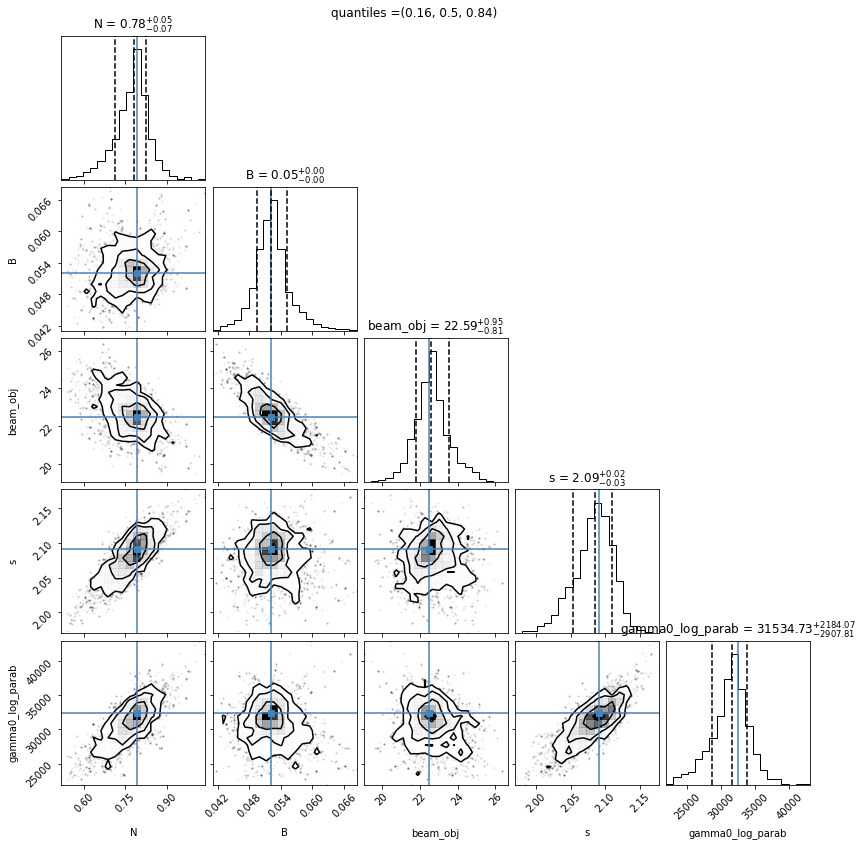 quantiles =(0.16, 0.5, 0.84)
N = 0.78+0.05 −0.07
B = 0.05+0.00 −0.00
B
0.066
0.060
0.054
0.048
0.042
beam_obj = 22.59+0.95 −0.81
beam_obj
26
24
22
20
s = 2.09+0.02 −0.03
s
2.15
2.10
2.05
2.00
gamma0_log_parab = 31534.73+2184.07 −2907.81
gamma0_log_parab
40000
35000
30000
25000
0.60 0.75 0.90 0.042 0.048 0.054 0.060 0.066 20 22 24 26 2.00 2.05 2.10 2.15 25000 30000 35000 40000
N B beam_obj s gamma0_log_parab